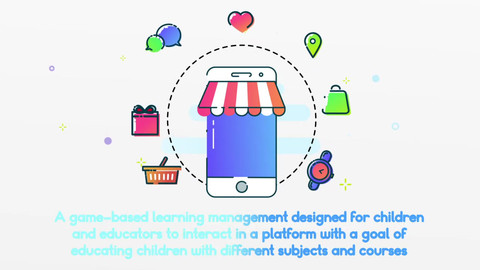 A game-based learning management designed for children
and educators to interact in a platform with a goal of
educating children with different subjects and courses